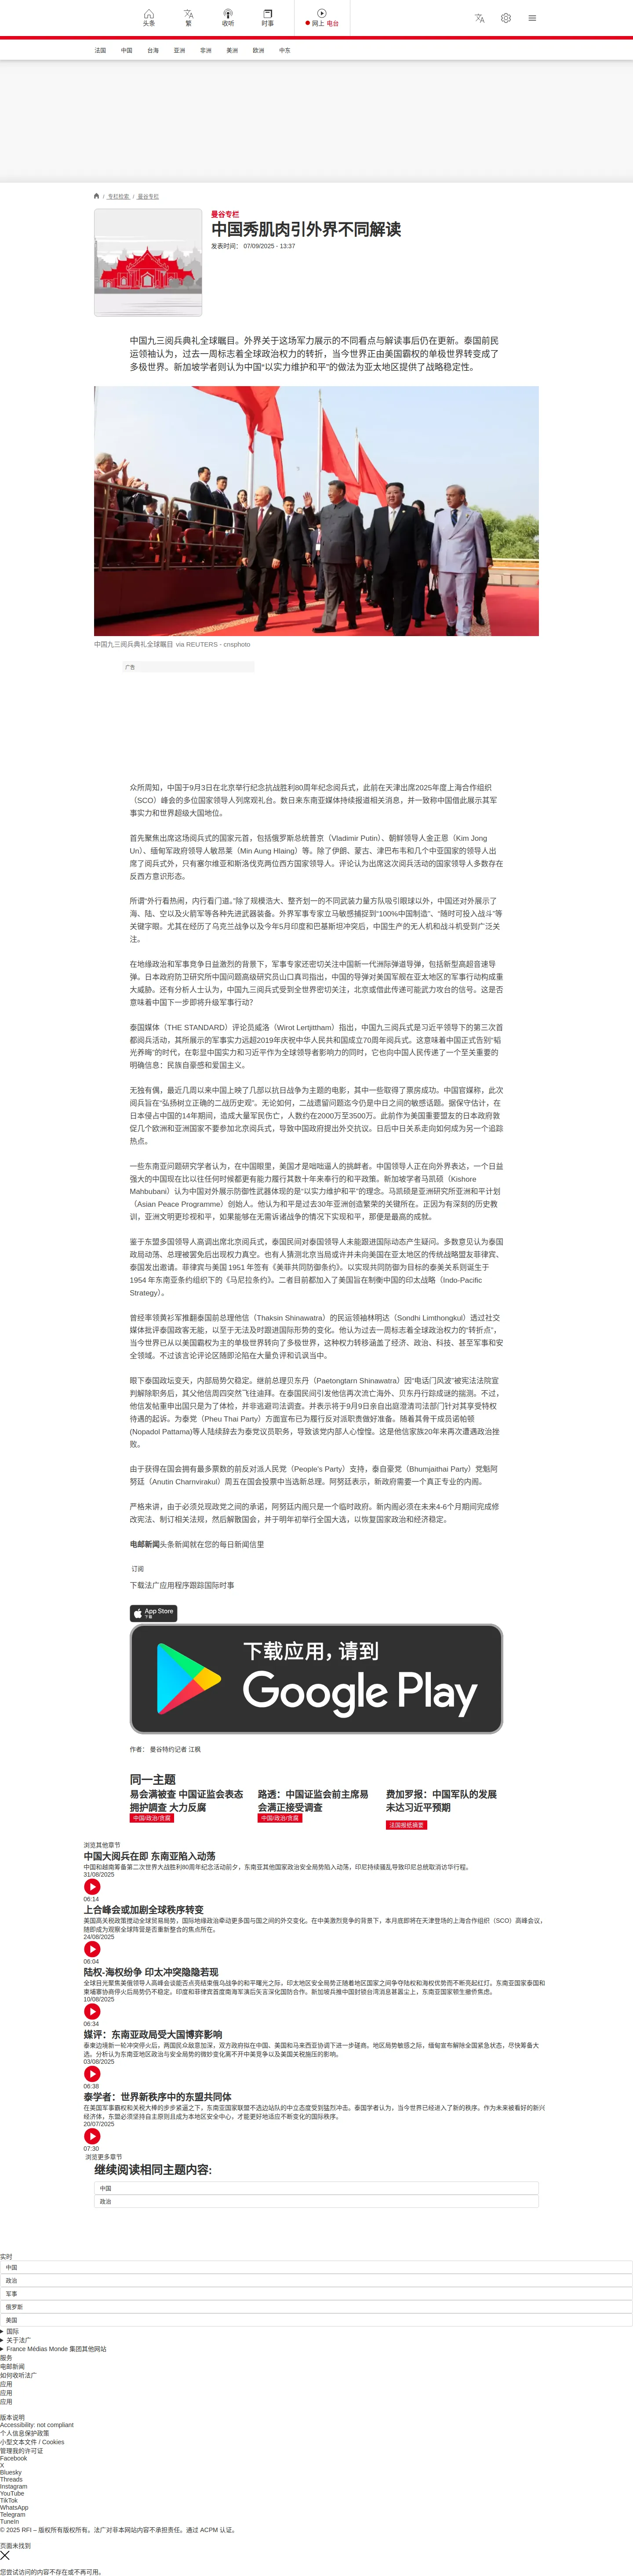 头条
繁
收听
时事
网上 电台
法国 中国 台海 亚洲 非洲 美洲 欧洲 中东
/ 专栏检索 / 曼谷专栏
曼谷专栏
中国秀肌肉引外界不同解读
发表时间： 07/09/2025 - 13:37
中国九三阅兵典礼全球瞩目。外界关于这场军力展示的不同看点与解读事后仍在更新。泰国前民
运领袖认为，过去一周标志着全球政治权力的转折，当今世界正由美国霸权的单极世界转变成了
多极世界。新加坡学者则认为中国“以实力维护和平”的做法为亚太地区提供了战略稳定性。
中国九三阅兵典礼全球瞩目 via REUTERS - cnsphoto
广告
众所周知，中国于9月3日在北京举行纪念抗战胜利80周年纪念阅兵式，此前在天津出席2025年度上海合作组织
（SCO）峰会的多位国家领导人列席观礼台。数日来东南亚媒体持续报道相关消息，并一致称中国借此展示其军
事实力和世界超级大国地位。
首先聚焦出席这场阅兵式的国家元首，包括俄罗斯总统普京（Vladimir Putin）、朝鲜领导人金正恩（Kim Jong
Un）、缅甸军政府领导人敏昂莱（Min Aung Hlaing）等。除了伊朗、蒙古、津巴布韦和几个中亚国家的领导人出
席了阅兵式外，只有塞尔维亚和斯洛伐克两位西方国家领导人。评论认为出席这次阅兵活动的国家领导人多数存在
反西方意识形态。
所谓“外行看热闹，内行看门道。”除了规模浩大、整齐划一的不同武装力量方队吸引眼球以外，中国还对外展示了
海、陆、空以及火箭军等各种先进武器装备。外界军事专家立马敏感捕捉到“100%中国制造”、“随时可投入战斗”等
关键字眼。尤其在经历了乌克兰战争以及今年5月印度和巴基斯坦冲突后，中国生产的无人机和战斗机受到广泛关
注。
在地缘政治和军事竞争日益激烈的背景下，军事专家还密切关注中国新一代洲际弹道导弹，包括新型高超音速导
弹。日本政府防卫研究所中国问题高级研究员山口真司指出，中国的导弹对美国军舰在亚太地区的军事行动构成重
大威胁。还有分析人士认为，中国九三阅兵式受到全世界密切关注，北京或借此传递可能武力攻台的信号。这是否
意味着中国下一步即将升级军事行动？
泰国媒体（THE STANDARD）评论员威洛（Wirot Lertjittham）指出，中国九三阅兵式是习近平领导下的第三次首
都阅兵活动，其所展示的军事实力远超2019年庆祝中华人民共和国成立70周年阅兵式。这意味着中国正式告别“韬
光养晦”的时代，在彰显中国实力和习近平作为全球领导者影响力的同时，它也向中国人民传递了一个至关重要的
明确信息：民族自豪感和爱国主义。
无独有偶，最近几周以来中国上映了几部以抗日战争为主题的电影，其中一些取得了票房成功。中国官媒称，此次
阅兵旨在“弘扬树立正确的二战历史观”。无论如何，二战遗留问题迄今仍是中日之间的敏感话题。据保守估计，在
日本侵占中国的14年期间，造成大量军民伤亡，人数约在2000万至3500万。此前作为美国重要盟友的日本政府敦
促几个欧洲和亚洲国家不要参加北京阅兵式，导致中国政府提出外交抗议。日后中日关系走向如何成为另一个追踪
热点。
一些东南亚问题研究学者认为，在中国眼里，美国才是咄咄逼人的挑衅者。中国领导人正在向外界表达，一个日益
强大的中国现在比以往任何时候都更有能力履行其数十年来奉行的和平政策。新加坡学者马凯硕（Kishore
Mahbubani）认为中国对外展示防御性武器体现的是“以实力维护和平”的理念。马凯硕是亚洲研究所亚洲和平计划
（Asian Peace Programme）创始人。他认为和平是过去30年亚洲创造繁荣的关键所在。正因为有深刻的历史教
训，亚洲文明更珍视和平，如果能够在无需诉诸战争的情况下实现和平，那便是最高的成就。
鉴于东盟多国领导人高调出席北京阅兵式，泰国民间对泰国领导人未能跟进国际动态产生疑问。多数意见认为泰国
政局动荡、总理被罢免后出现权力真空。也有人猜测北京当局或许并未向美国在亚太地区的传统战略盟友菲律宾、
泰国发出邀请。菲律宾与美国 1951 年签有《美菲共同防御条约》。以实现共同防御为目标的泰美关系则诞生于
1954 年东南亚条约组织下的《马尼拉条约》。二者目前都加入了美国旨在制衡中国的印太战略（Indo-Pacific
Strategy）。
曾经率领黄衫军推翻泰国前总理他信（Thaksin Shinawatra）的民运领袖林明达（Sondhi Limthongkul）透过社交
媒体批评泰国政客无能，以至于无法及时跟进国际形势的变化。他认为过去一周标志着全球政治权力的“转折点”，
当今世界已从以美国霸权为主的单极世界转向了多极世界，这种权力转移涵盖了经济、政治、科技、甚至军事和安
全领域。不过该言论评论区随即沦陷在大量负评和讥讽当中。
眼下泰国政坛变天，内部局势欠稳定。继前总理贝东丹（Paetongtarn Shinawatra）因“电话门风波”被宪法法院宣
判解除职务后，其父他信周四突然飞往迪拜。在泰国民间引发他信再次流亡海外、贝东丹行踪成谜的揣测。不过，
他信发帖重申出国只是为了体检，并非逃避司法调查。并表示将于9月9日亲自出庭澄清司法部门针对其享受特权
待遇的起诉。为泰党（Pheu Thai Party）方面宣布已为履行反对派职责做好准备。随着其骨干成员诺帕顿
(Nopadol Pattama)等人陆续辞去为泰党议员职务，导致该党内部人心惶惶。这是他信家族20年来再次遭遇政治挫
败。
由于获得在国会拥有最多票数的前反对派人民党（People's Party）支持，泰自豪党（Bhumjaithai Party）党魁阿
努廷（Anutin Charnvirakul）周五在国会投票中当选新总理。阿努廷表示，新政府需要一个真正专业的内阁。
严格来讲，由于必须兑现政党之间的承诺，阿努廷内阁只是一个临时政府。新内阁必须在未来4-6个月期间完成修
改宪法、制订相关法规，然后解散国会，并于明年初举行全国大选，以恢复国家政治和经济稳定。
电邮新闻头条新闻就在您的每日新闻信里
订阅
下载法广应用程序跟踪国际时事
App Store
下载
下载应用，请到
Google Play
作者： 曼谷特约记者 江枫
同一主题
易会满被查 中国证监会表态
拥护调查 大力反腐
中国/政治/贪腐
路透：中国证监会前主席易
会满正接受调查
中国/政治/贪腐
费加罗报：中国军队的发展
未达习近平预期
法国报纸摘要
浏览其他章节
中国大阅兵在即 东南亚陷入动荡
中国和越南筹备第二次世界大战胜利80周年纪念活动前夕，东南亚其他国家政治安全局势陷入动荡，印尼持续骚乱导致印尼总统取消访华行程。
31/08/2025
06:14
上合峰会或加剧全球秩序转变
美国高关税政策搅动全球贸易局势，国际地缘政治牵动更多国与国之间的外交变化。在中美激烈竞争的背景下，本月底即将在天津登场的上海合作组织（SCO）高峰会议，
随即成为观察全球阵营是否重新整合的焦点所在。
24/08/2025
06:04
陆权-海权纷争 印太冲突隐隐若现
全球目光聚焦美俄领导人高峰会谈能否点亮结束俄乌战争的和平曙光之际，印太地区安全局势正随着地区国家之间争夺陆权和海权优势而不断亮起红灯。东南亚国家泰国和
柬埔寨协商停火后局势仍不稳定。印度和菲律宾首度南海军演后矢言深化国防合作。新加坡兵推中国封锁台湾消息甚嚣尘上，东南亚国家顿生唇侨焦虑。
10/08/2025
06:34
媒评：东南亚政局受大国博弈影响
泰柬边境新一轮冲突停火后，两国民众敌意加深，双方政府拟在中国、美国和马来西亚协调下进一步磋商。地区局势敏感之际，缅甸宣布解除全国紧急状态，尽快筹备大
选。分析认为东南亚地区政治与安全局势的微妙变化离不开中美竞争以及美国关税施压的影响。
03/08/2025
06:38
泰学者：世界新秩序中的东盟共同体
在美国军事霸权和关税大棒的步步紧逼之下，东南亚国家联盟不选边站队的中立态度受到猛烈冲击。泰国学者认为，当今世界已经进入了新的秩序。作为未来被看好的新兴
经济体，东盟必须坚持自主原则且成为本地区安全中心，才能更好地适应不断变化的国际秩序。
20/07/2025
07:30
浏览更多章节
继续阅读相同主题内容:
中国
政治
实时
中国
政治
军事
俄罗斯
美国
国际
关于法广
France Médias Monde 集团其他网站
服务
电邮新闻
如何收听法广
应用
应用
应用
版本说明
Accessibility: not compliant
个人信息保护政策
小型文本文件 / Cookies
管理我的许可证
Facebook
X
Bluesky
Threads
Instagram
YouTube
TikTok
WhatsApp
Telegram
TuneIn
© 2025 RFI – 版权所有版权所有。法广对非本网站内容不承担责任。通过 ACPM 认证。
页面未找到
您尝试访问的内容不存在或不再可用。